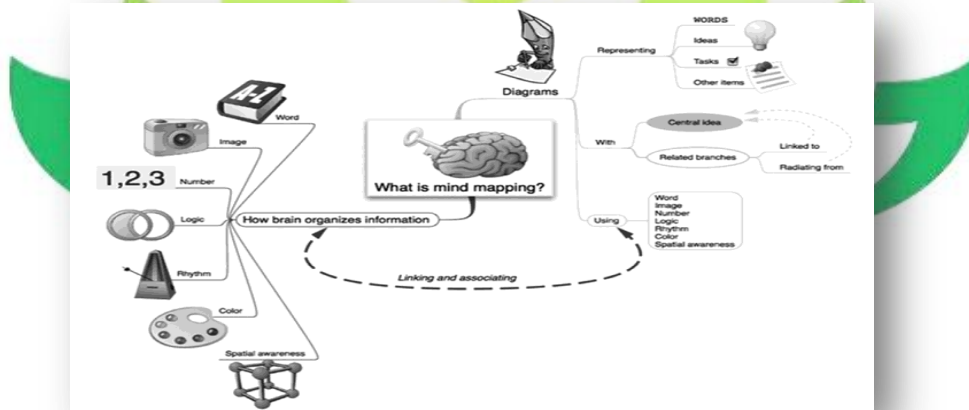 What is mind mapping?
Diagrams
Representing
WORDS
Ideas
Tasks
Other items
With
Central idea
Related branches
Linked to
Radiating from
Using
Word
Image
Number
Logic
Rhythm
Color
Spatial awareness
Linking and associating
How brain organizes information
A-Z
Word
Image
1,2,3 Number
Logic
Rhythm
Color
Spatial awareness